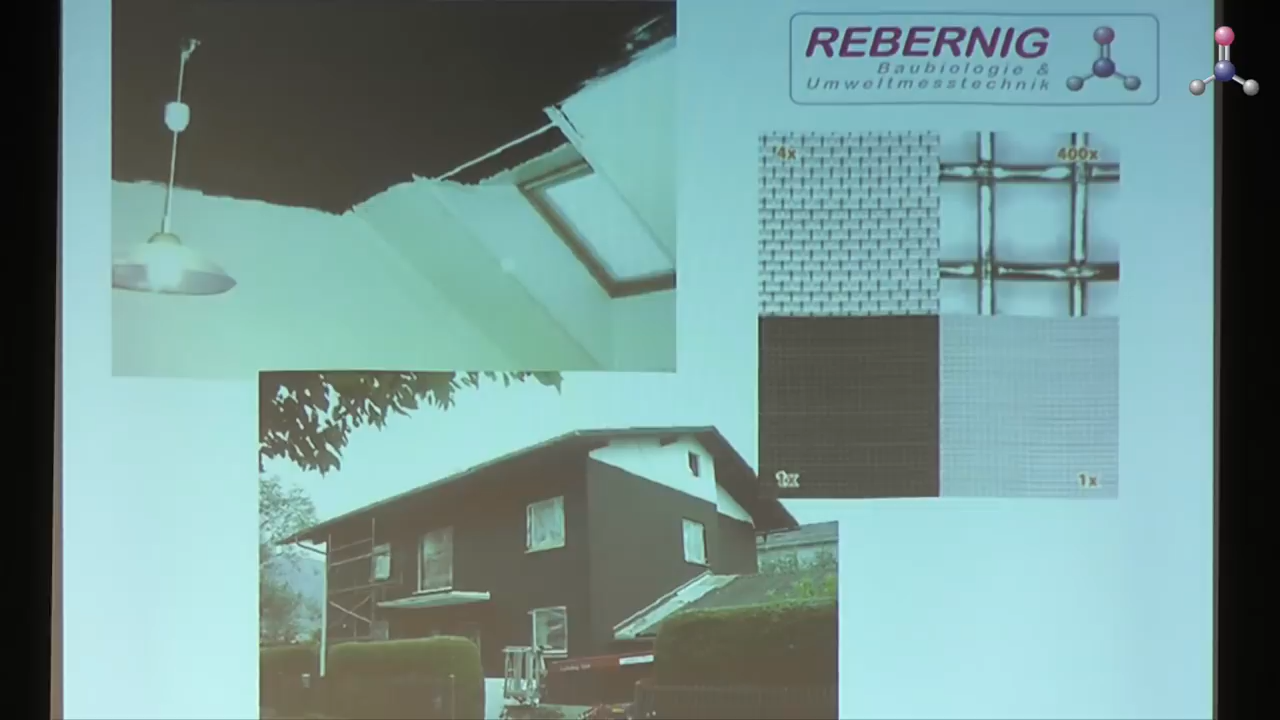 REBERNIG
Baubiologie &
Umweltmesstechnik
4x
400x
1x
1x